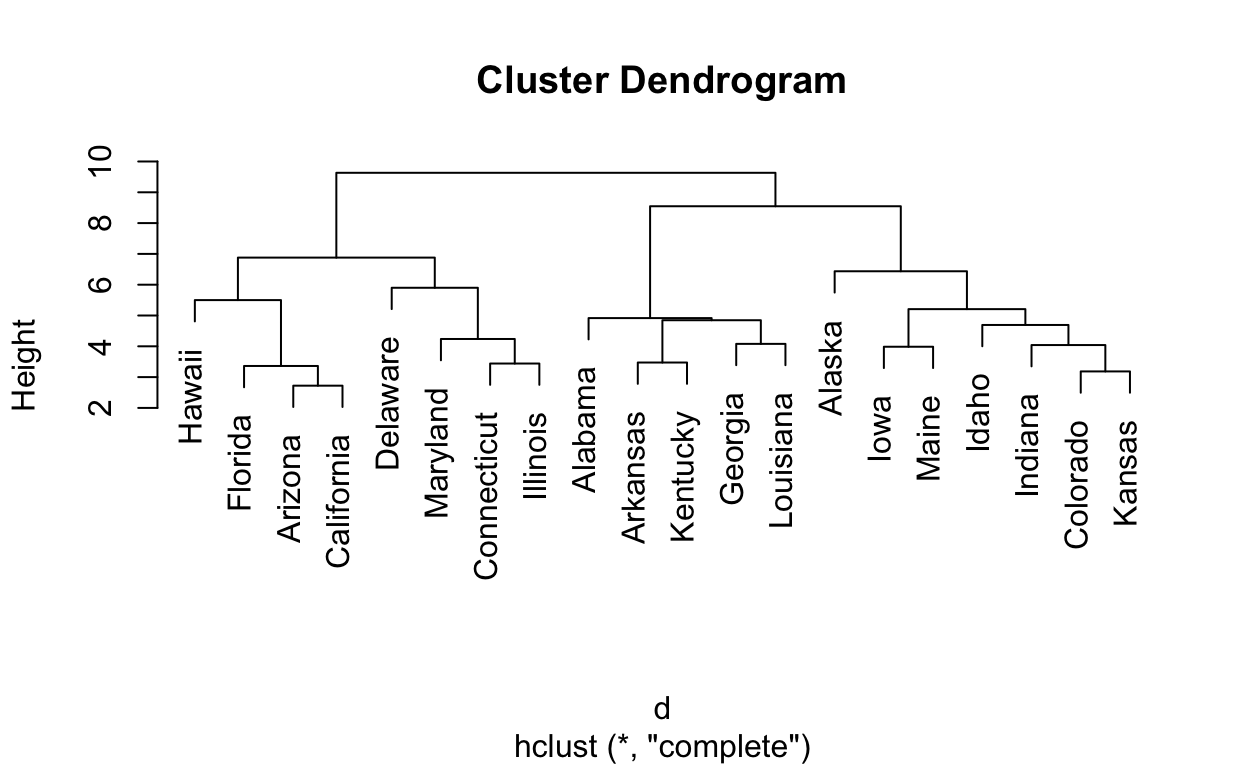 Cluster Dendrogram
Height
10
8
6
4
2
Hawaii
Florida
Arizona
California
Delaware
Maryland
Connecticut
Illinois
Alabama
Arkansas
Kentucky
Georgia
Louisiana
Alaska
Iowa
Maine
Idaho
Indiana
Colorado
Kansas
d
hclust (*, "complete")